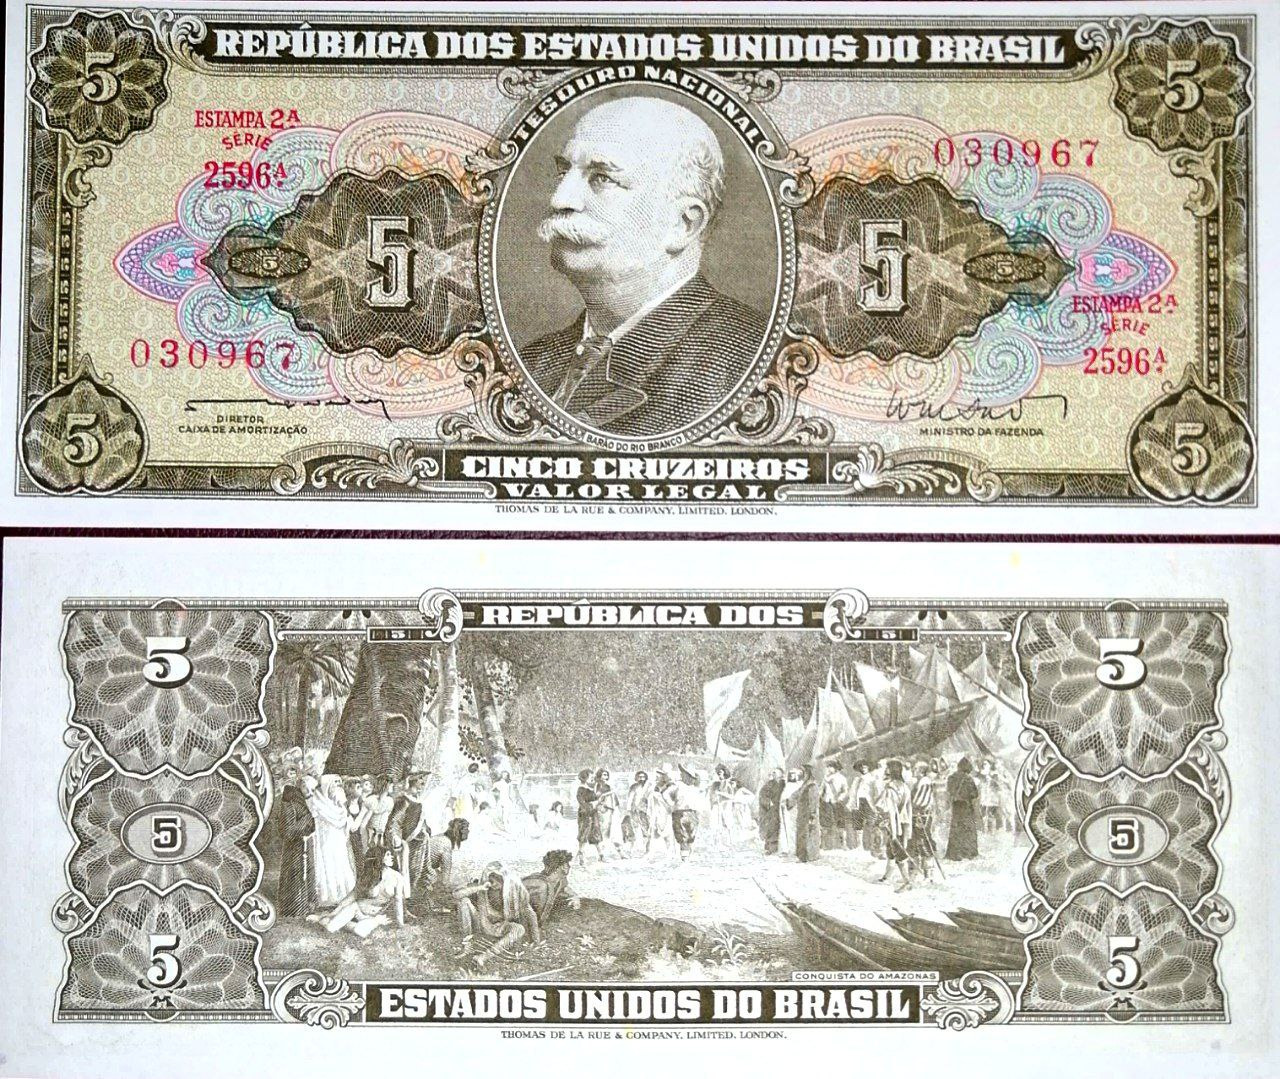 5
REPÚBLICA DOS ESTADOS UNIDOS DO BRASIL
5
TESOURO NACIONAL
ESTAMPA 2A
SÉRIE
2596A
030967
5
5
5
5
ESTAMPA 2A
SÉRIE
2596A
030967
DIRETOR
CAIXA DE AMORTIZAÇÃO
MINISTRO DA FAZENDA
BARÃO DO RIO BRANCO
5
5
CINCO CRUZEIROS
VALOR LEGAL
THOMAS DE LA RUE & COMPANY, LIMITED. LONDON.
REPÚBLICA DOS
5
5
5
5
5
5
5
5
CONQUISTA DO AMAZONAS
ESTADOS UNIDOS DO BRASIL
THOMAS DE LA RUE & COMPANY, LIMITED. LONDON.